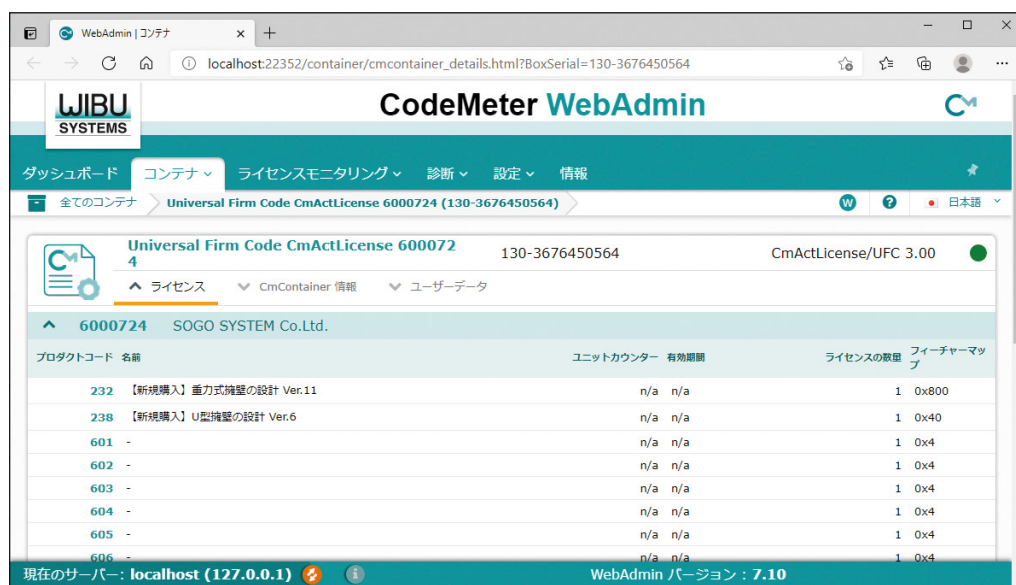 WebAdmin | コンテナ
localhost:22352/container/cmcontainer_details.html?BoxSerial=130-3676450564
WIBU
SYSTEMS
CodeMeter WebAdmin
ダッシュボード コンテナ ライセンスモニタリング 診断 設定 情報
全てのコンテナ Universal Firm Code CmActLicense 6000724 (130-3676450564) W ? 日本語
Universal Firm Code CmActLicense 600072
4
130-3676450564 CmActLicense/UFC 3.00
ライセンス CmContainer 情報 ユーザーデータ
6000724 SOGO SYSTEM Co.Ltd.
プロダクトコード 名前 ユニットカウンター 有効期間 ライセンスの数量 フィーチャーマッ
プ
232 【新規購入】重力式擁壁の設計 Ver.11 n/a n/a 1 0x800
238 【新規購入】U型擁壁の設計 Ver.6 n/a n/a 1 0x40
601 - n/a n/a 1 0x4
602 - n/a n/a 1 0x4
603 - n/a n/a 1 0x4
604 - n/a n/a 1 0x4
605 - n/a n/a 1 0x4
606 - n/a n/a 1 0x4
現在のサーバー: localhost (127.0.0.1) WebAdmin バージョン : 7.10